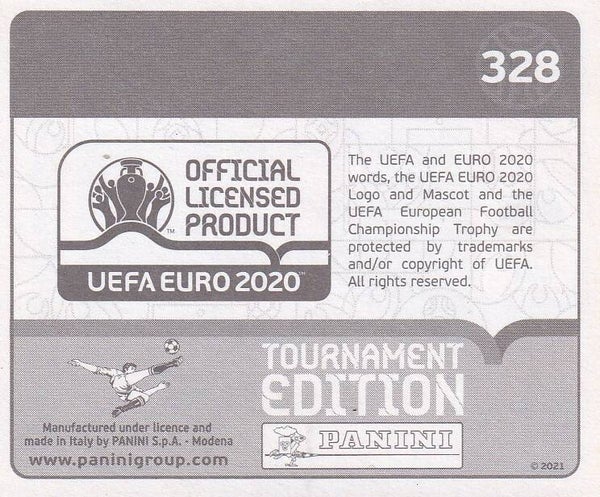 328
OFFICIAL
LICENSED
PRODUCT
TM
UEFA EURO 2020™
The UEFA and EURO 2020
words, the UEFA EURO 2020
Logo and Mascot and the
UEFA European Football
Championship Trophy are
protected by trademarks
and/or copyright of UEFA.
All rights reserved.
TOURNAMENT
EDITION
Manufactured under licence and
made in Italy by PANINI S.p.A. - Modena
www.paninigroup.com
PANINI
© 2021